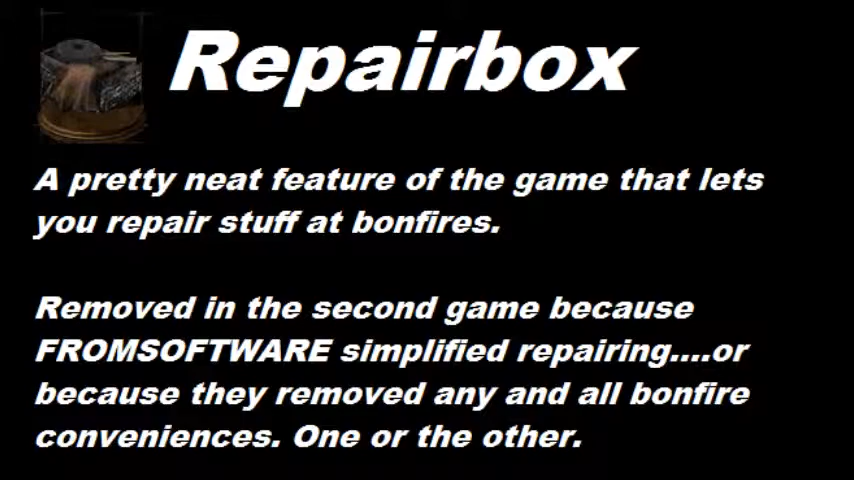 Repairbox
A pretty neat feature of the game that lets
you repair stuff at bonfires.
Removed in the second game because
FROMSOFTWARE simplified repairing....or
because they removed any and all bonfire
conveniences. One or the other.